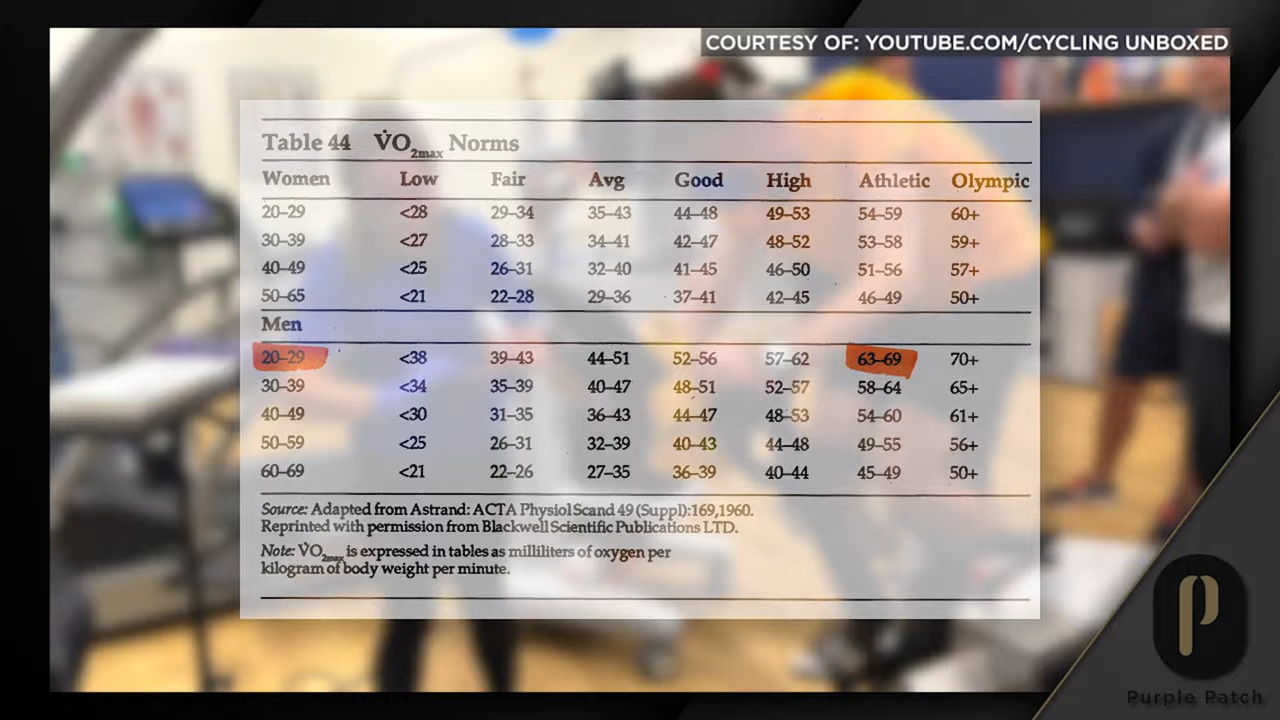 COURTESY OF: YOUTUBE.COM/CYCLING UNBOXED
Table 44 V̇O2max Norms
Women Low Fair Avg Good High Athletic Olympic
20–29 <28 29–34 35–43 44–48 49–53 54–59 60+
30–39 <27 28–33 34–41 42–47 48–52 53–58 59+
40–49 <25 26–31 32–40 41–45 46–50 51–56 57+
50–65 <21 22–28 29–36 37–41 42–45 46–49 50+
Men
20–29 <38 39–43 44–51 52–56 57–62 63–69 70+
30–39 <34 35–39 40–47 48–51 52–57 58–64 65+
40–49 <30 31–35 36–43 44–47 48–53 54–60 61+
50–59 <25 26–31 32–39 40–43 44–48 49–55 56+
60–69 <21 22–26 27–35 36–39 40–44 45–49 50+
Source: Adapted from Astrand: ACTA Physiol Scand 49 (Suppl):169,1960.
Reprinted with permission from Blackwell Scientific Publications LTD.
Note: V̇O2max is expressed in tables as milliliters of oxygen per
kilogram of body weight per minute.
P
Purple Patch